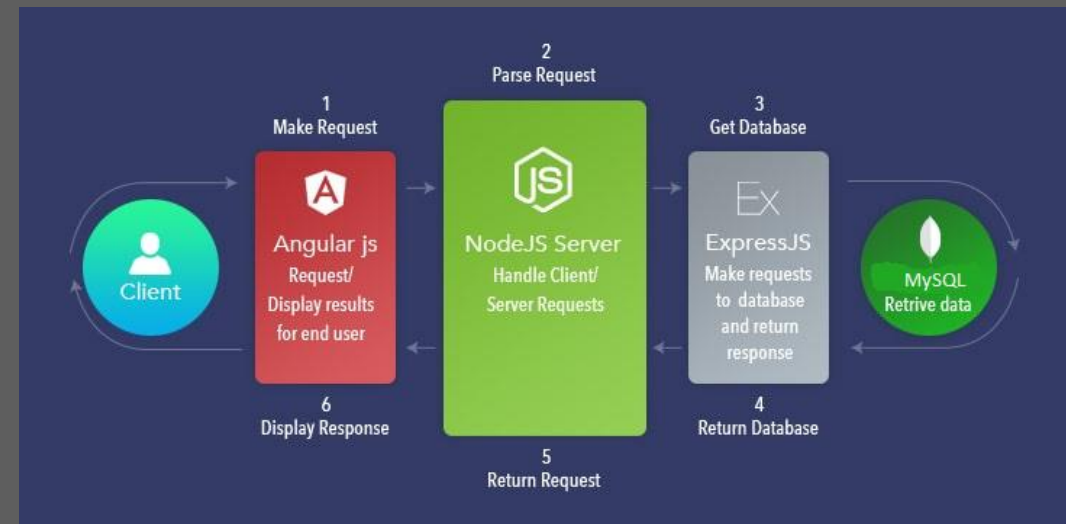 2
Parse Request
1
Make Request
3
Get Database
Client
A
Angular js
Request/
Display results
for end user
JS
NodeJS Server
Handle Client/
Server Requests
Ex
ExpressJS
Make requests
to database
and return
response
MySQL
Retrive data
6
Display Response
4
Return Database
5
Return Request